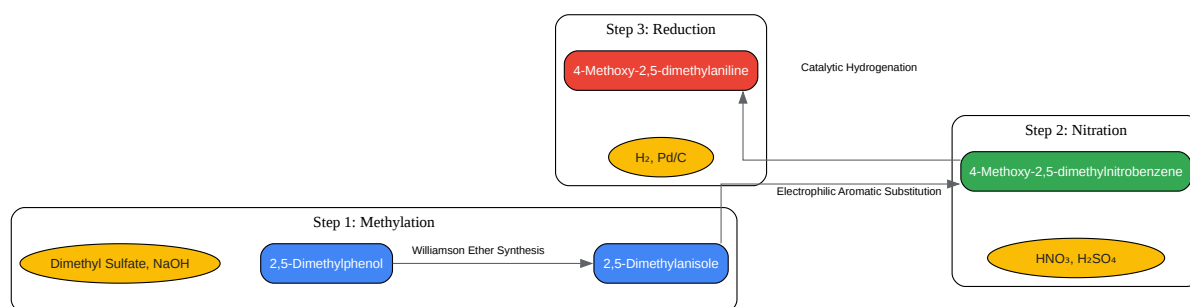 Step 3: Reduction
4-Methoxy-2,5-dimethylaniline
Catalytic Hydrogenation
H₂, Pd/C
Step 2: Nitration
4-Methoxy-2,5-dimethylnitrobenzene
Electrophilic Aromatic Substitution
HNO₃, H₂SO₄
Step 1: Methylation
Dimethyl Sulfate, NaOH
2,5-Dimethylphenol
Williamson Ether Synthesis
2,5-Dimethylanisole